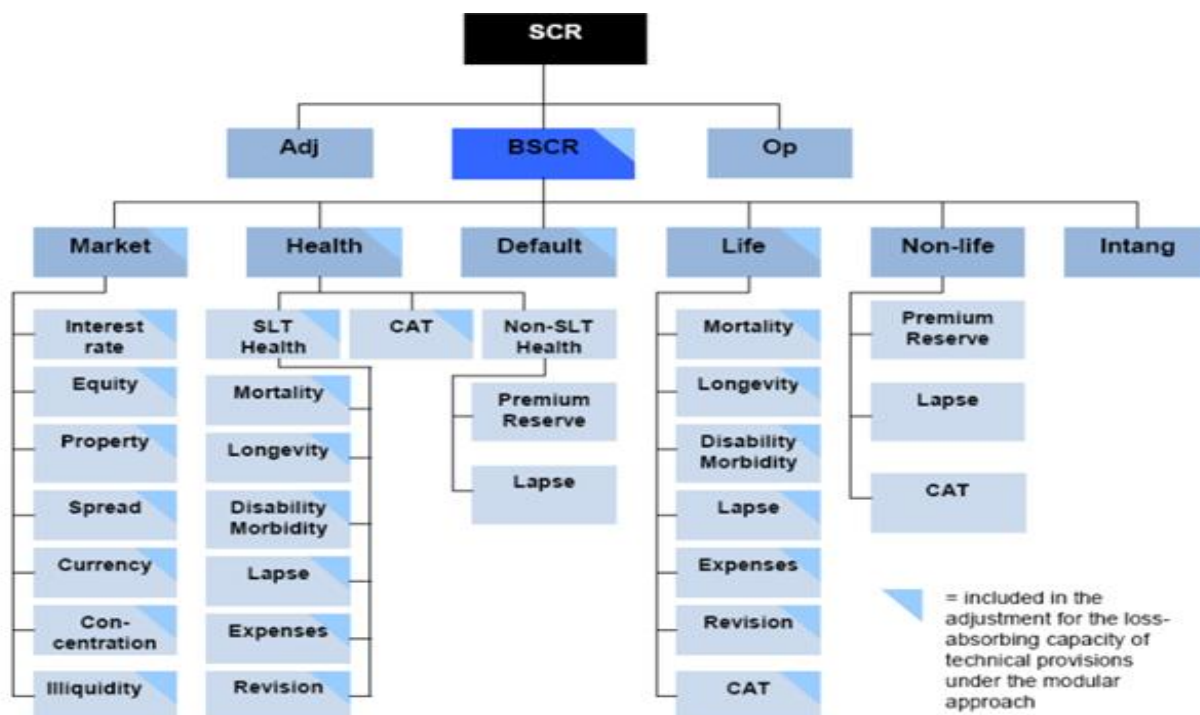 SCR
Adj
BSCR
Op
Market
Health
Default
Life
Non-life
Intang
Interest
rate
Equity
Property
Spread
Currency
Con-
centration
Illiquidity
SLT
Health
CAT
Non-SLT
Health
Mortality
Longevity
Disability
Morbidity
Lapse
Expenses
Revision
Premium
Reserve
Lapse
Mortality
Longevity
Disability
Morbidity
Lapse
Expenses
Revision
CAT
Premium
Reserve
Lapse
CAT
= included in the
adjustment for the loss-
absorbing capacity of
technical provisions
under the modular
approach